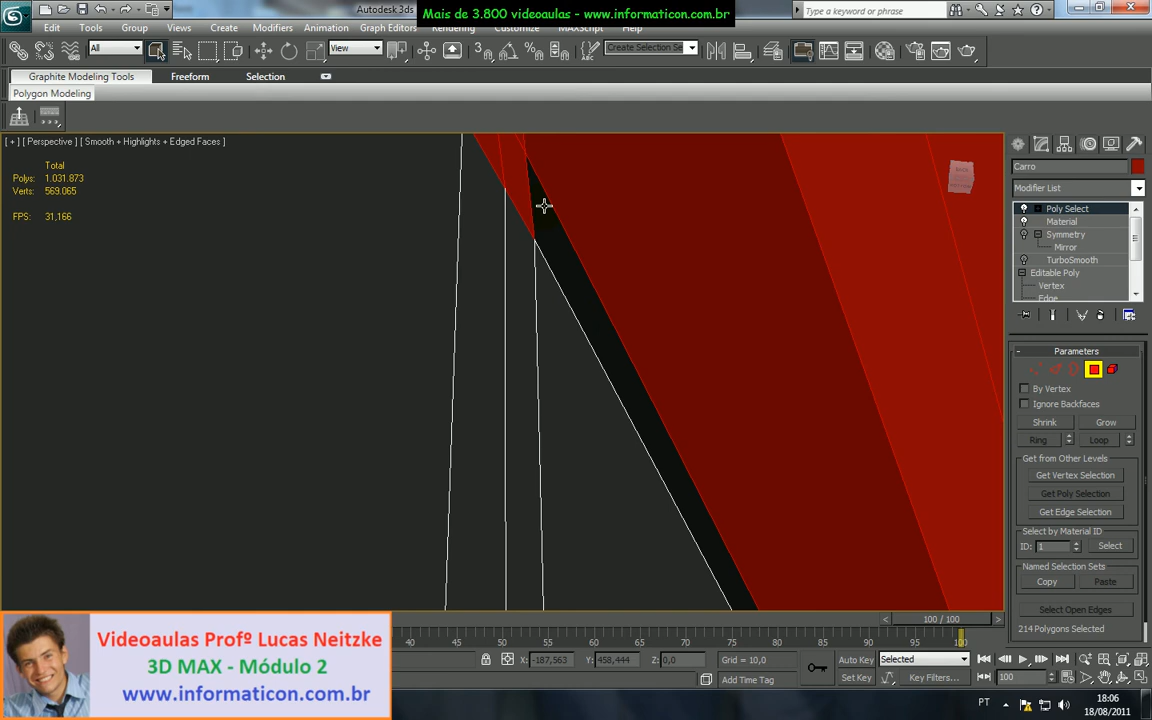 Autodesk 3ds
Mais de 3.800 videoaulas - www.informaticon.com.br
Type a keyword or phrase
Edit Tools Group Views Create Modifiers Animation Graph Editors Rendering Customize MAXScript Help
All
View
Create Selection Se
Graphite Modeling Tools Freeform Selection
Polygon Modeling
[ + ] [ Perspective ] [ Smooth + Highlights + Edged Faces ]
Total
Polys: 1.031.873
Verts: 569.065
FPS: 31,166
BACK
Carro
Modifier List
Poly Select
Material
Symmetry
Mirror
TurboSmooth
Editable Poly
Vertex
Edge
Parameters
By Vertex
Ignore Backfaces
Shrink Grow
Ring Loop
Get from Other Levels
Get Vertex Selection
Get Poly Selection
Get Edge Selection
Select by Material ID
ID: 1 Select
Named Selection Sets
Copy Paste
Select Open Edges
214 Polygons Selected
100 / 100
40 45 50 55 60 65 70 75 80 85 90 95 100
X: -187,563 Y: 458,444 Z: 0,0 Grid = 10,0
Add Time Tag
Auto Key Selected
Set Key Key Filters... 100
Videoaulas Profº Lucas Neitzke
3D MAX - Módulo 2
www.informaticon.com.br
PT
18:06
18/08/2011